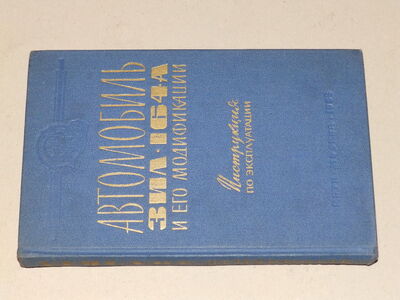 АВТОМОБИЛЬ
ЗИЛ-164А
И ЕГО МОДИФИКАЦИИ
Инструкция
ПО ЭКСПЛУАТАЦИИ